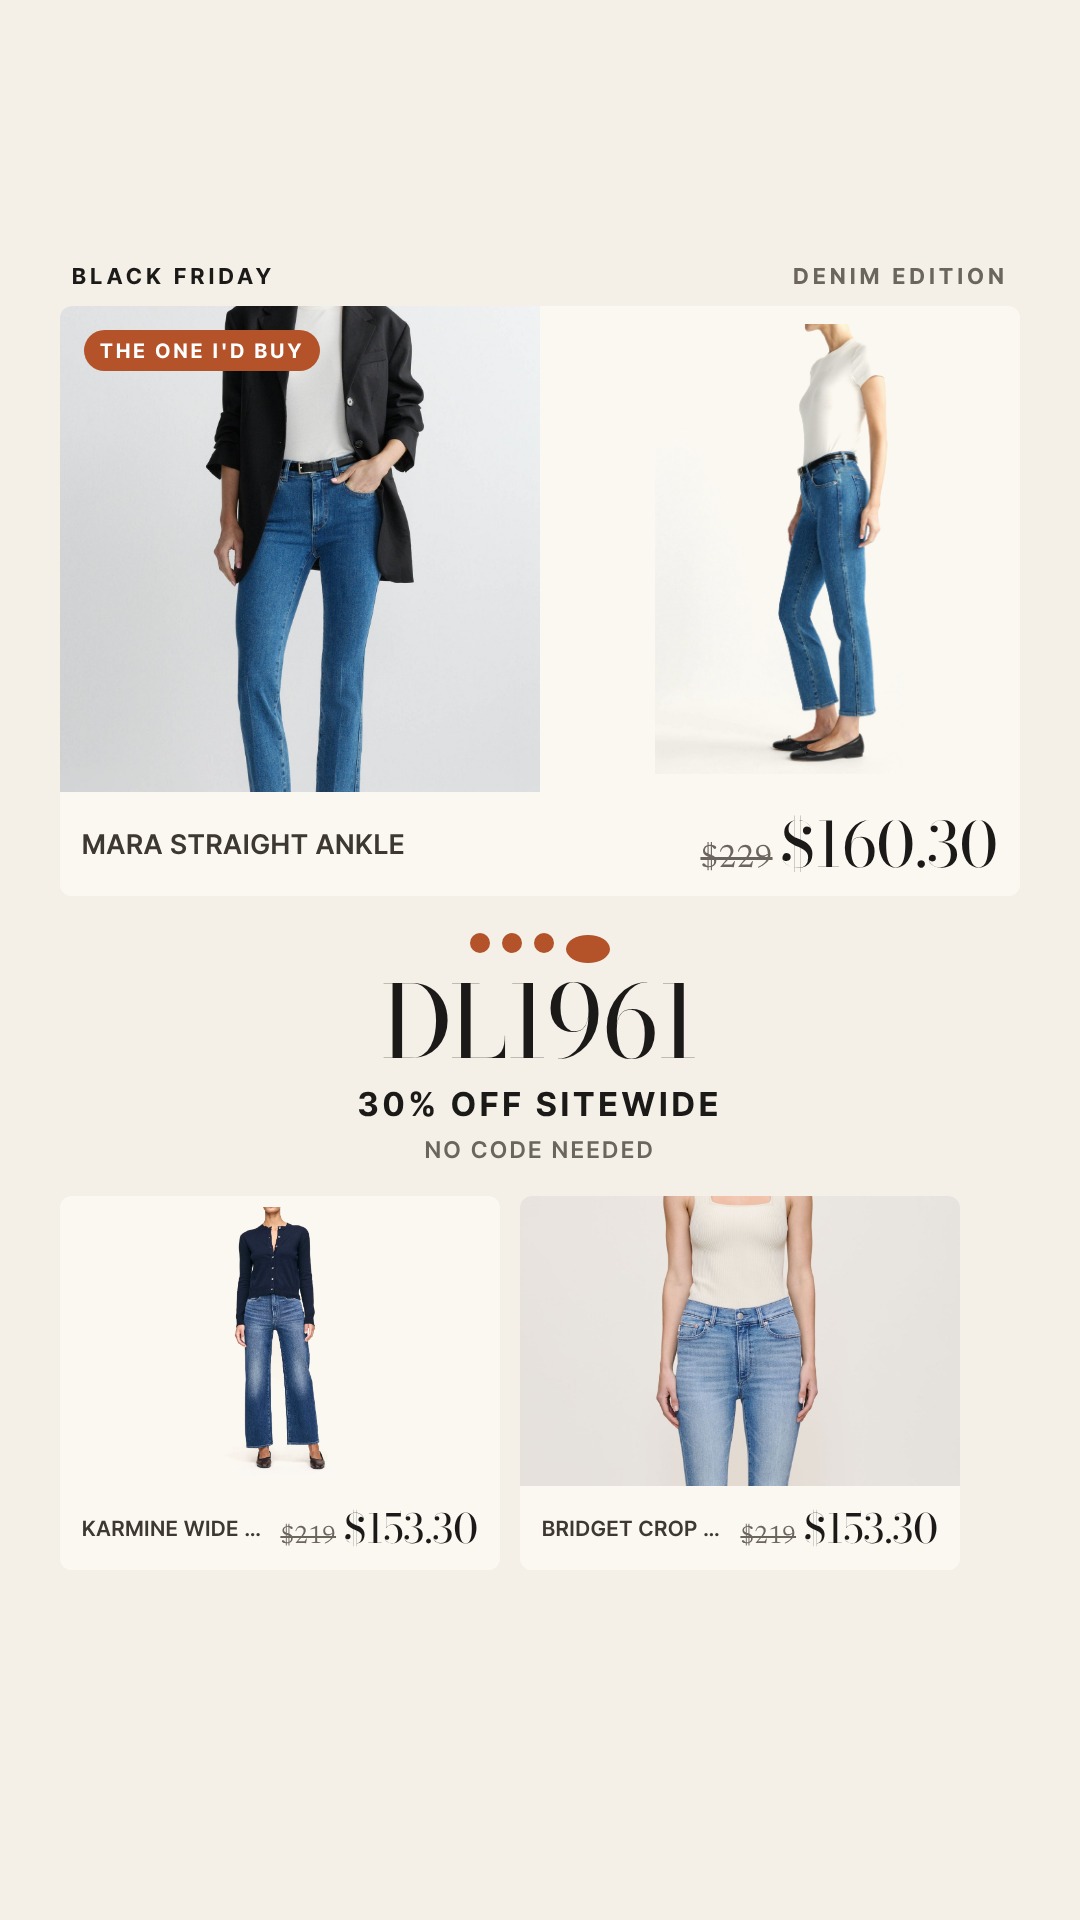 BLACK FRIDAY
DENIM EDITION
THE ONE I'D BUY
MARA STRAIGHT ANKLE
$229 $160.30
DL1961
30% OFF SITEWIDE
NO CODE NEEDED
KARMINE WIDE ...
$219 $153.30
BRIDGET CROP ...
$219 $153.30